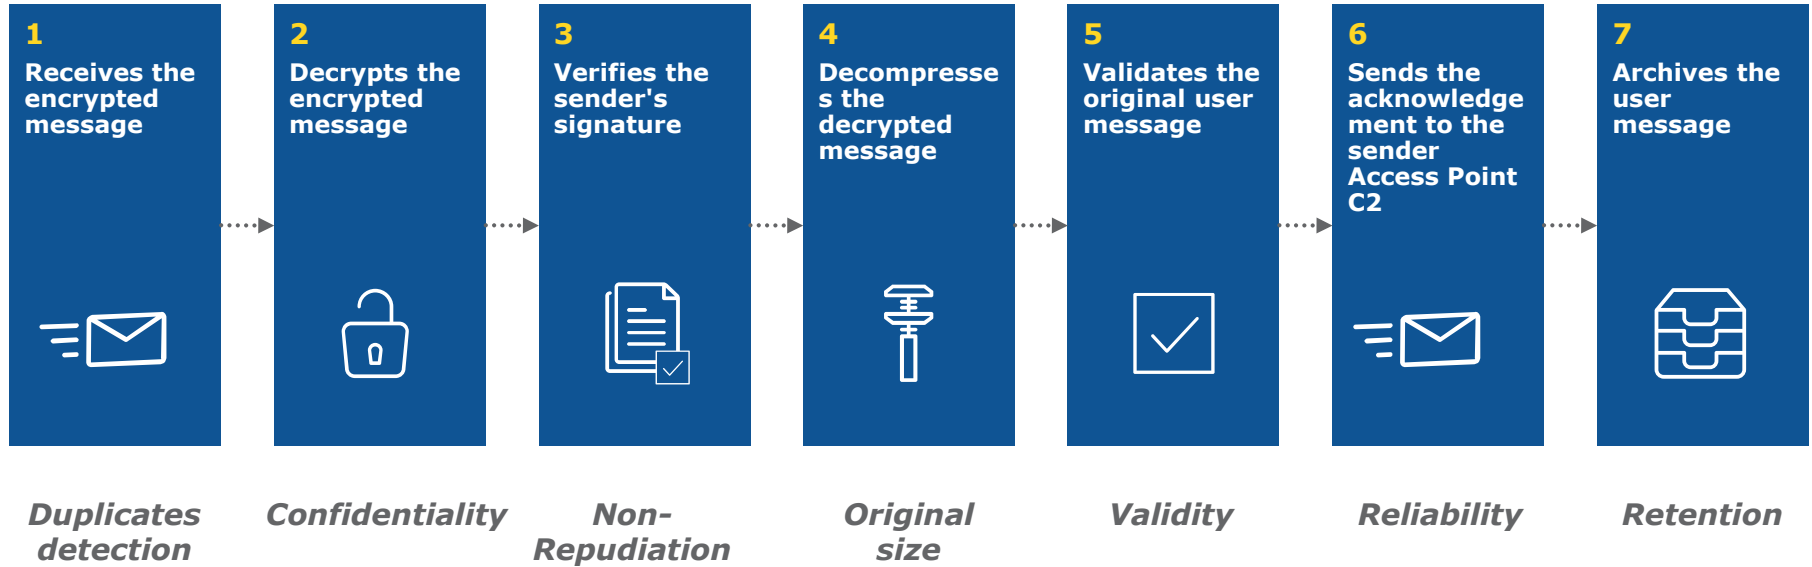 1
Receives the
encrypted
message
2
Decrypts the
encrypted
message
3
Verifies the
sender's
signature
4
Decompresse
s the
decrypted
message
5
Validates the
original user
message
6
Sends the
acknowledge
ment to the
sender
Access Point
C2
7
Archives the
user
message
Duplicates
detection
Confidentiality
Non-
Repudiation
Original
size
Validity
Reliability
Retention